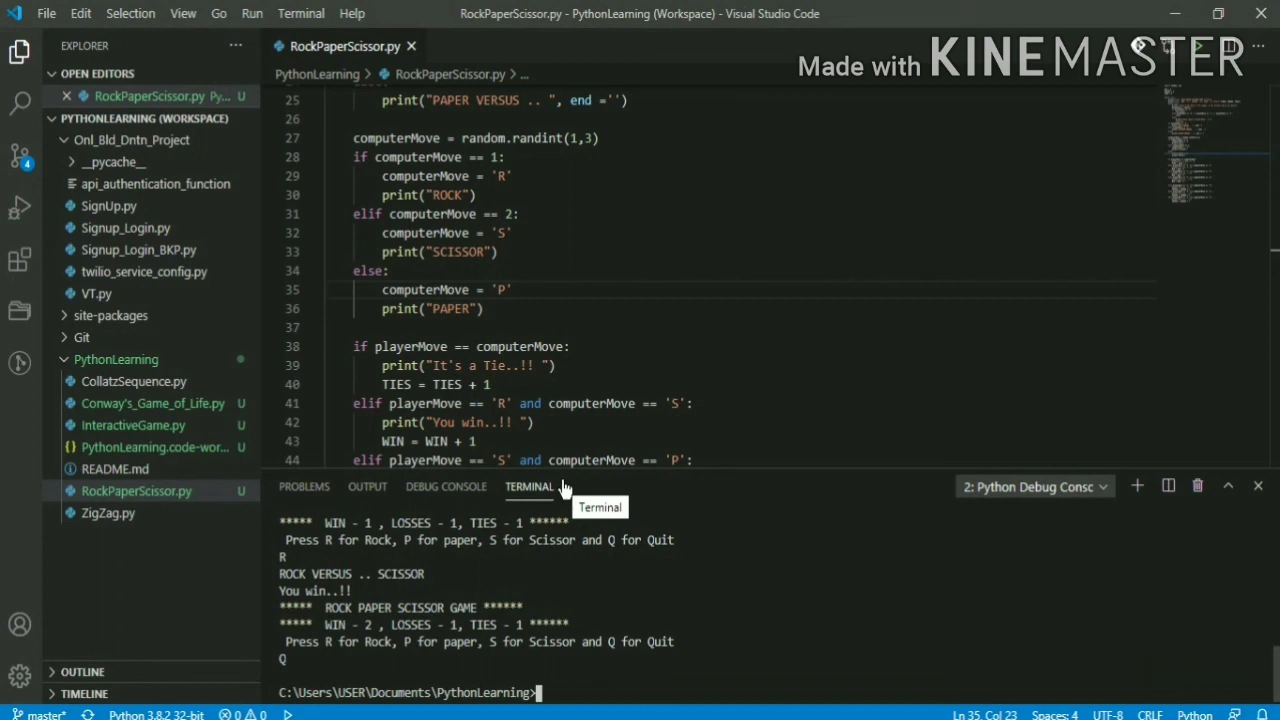 File Edit Selection View Go Run Terminal Help RockPaperScissor.py - PythonLearning (Workspace) - Visual Studio Code
Made with KINEMASTER
EXPLORER
OPEN EDITORS
RockPaperScissor.py Py... U
PYTHONLEARNING (WORKSPACE)
Onl_Bld_Dntn_Project
__pycache__
api_authentication_function
SignUp.py
Signup_Login.py
Signup_Login_BKP.py
twilio_service_config.py
VT.py
site-packages
Git
PythonLearning
CollatzSequence.py
Conway's_Game_of_Life.py U
InteractiveGame.py U
{} PythonLearning.code-wor... U
README.md
RockPaperScissor.py U
ZigZag.py
OUTLINE
TIMELINE
4
RockPaperScissor.py
PythonLearning > RockPaperScissor.py > ...
25 print("PAPER VERSUS .. ", end ='')
26
27 computerMove = random.randint(1,3)
28 if computerMove == 1:
29 computerMove = 'R'
30 print("ROCK")
31 elif computerMove == 2:
32 computerMove = 'S'
33 print("SCISSOR")
34 else:
35 computerMove = 'P'
36 print("PAPER")
37
38 if playerMove == computerMove:
39 print("It's a Tie..!! ")
40 TIES = TIES + 1
41 elif playerMove == 'R' and computerMove == 'S':
42 print("You win..!! ")
43 WIN = WIN + 1
44 elif playerMove == 'S' and computerMove == 'P':
PROBLEMS OUTPUT DEBUG CONSOLE TERMINAL 2: Python Debug Consc
Terminal
***** WIN - 1 , LOSSES - 1, TIES - 1 ******
Press R for Rock, P for paper, S for Scissor and Q for Quit
R
ROCK VERSUS .. SCISSOR
You win..!!
***** ROCK PAPER SCISSOR GAME ******
***** WIN - 2 , LOSSES - 1, TIES - 1 ******
Press R for Rock, P for paper, S for Scissor and Q for Quit
Q
C:\Users\USER\Documents\PythonLearning>
master* Python 3.8.2 32-bit 0 0 Ln 35, Col 23 Spaces: 4 UTF-8 CRLF Python